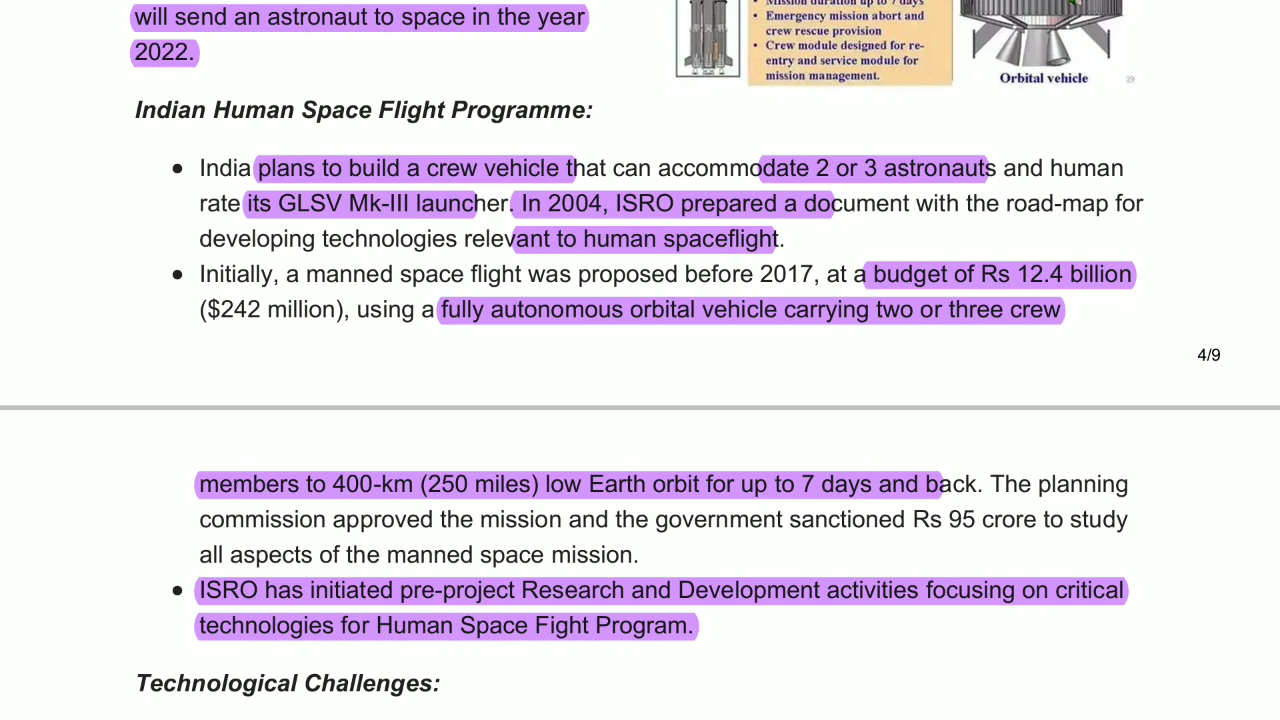 will send an astronaut to space in the year
2022.
• Mission duration up to 7 days
• Emergency mission abort and
crew rescue provision
• Crew module designed for re-
entry and service module for
mission management.
Orbital vehicle
29
Indian Human Space Flight Programme:
● India plans to build a crew vehicle that can accommodate 2 or 3 astronauts and human
rate its GLSV Mk-III launcher. In 2004, ISRO prepared a document with the road-map for
developing technologies relevant to human spaceflight.
● Initially, a manned space flight was proposed before 2017, at a budget of Rs 12.4 billion
($242 million), using a fully autonomous orbital vehicle carrying two or three crew
4/9
members to 400-km (250 miles) low Earth orbit for up to 7 days and back. The planning
commission approved the mission and the government sanctioned Rs 95 crore to study
all aspects of the manned space mission.
● ISRO has initiated pre-project Research and Development activities focusing on critical
technologies for Human Space Fight Program.
Technological Challenges: